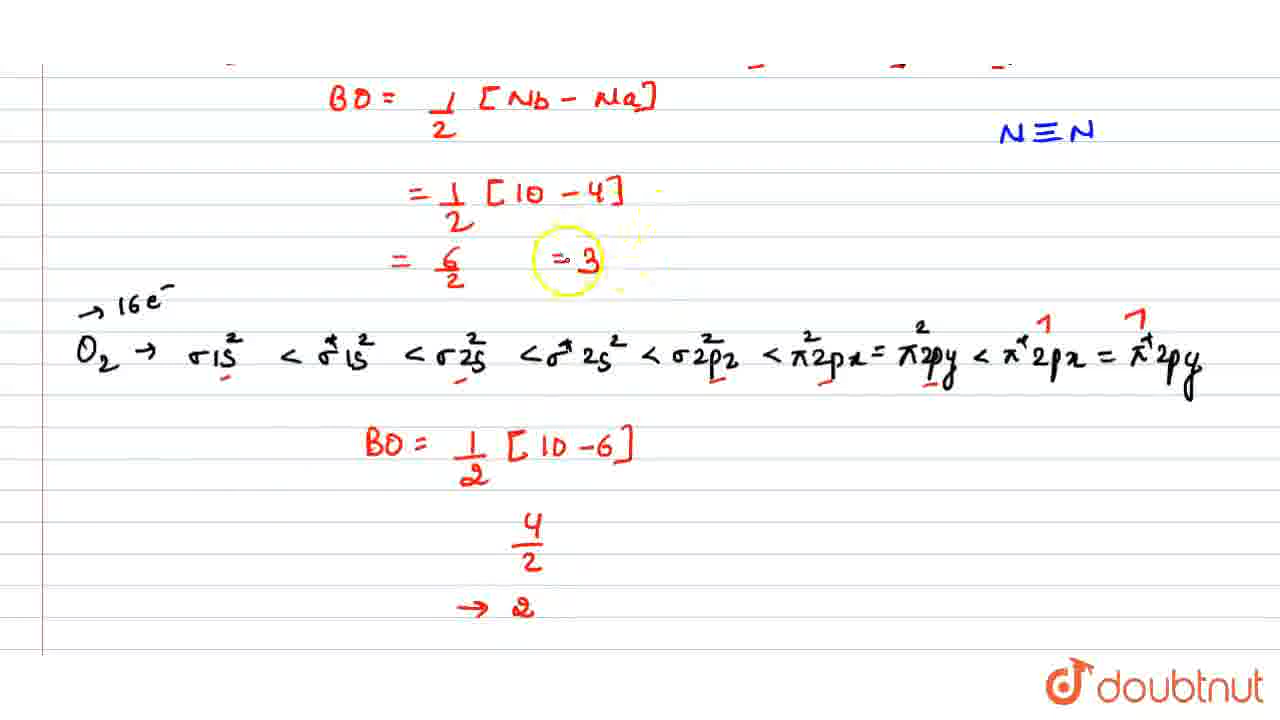 BO = 1/2 [Nb - Na]
N≡N
= 1/2 [10 - 4]
= 6/2 = 3
→ 16e⁻
O₂ → σ1s² < σ*1s² < σ2s² < σ*2s² < σ2pz² < π²2px = π2py² < π*2px¹ = π*2py¹
BO = 1/2 [10 - 6]
4/2
→ 2
doubtnut